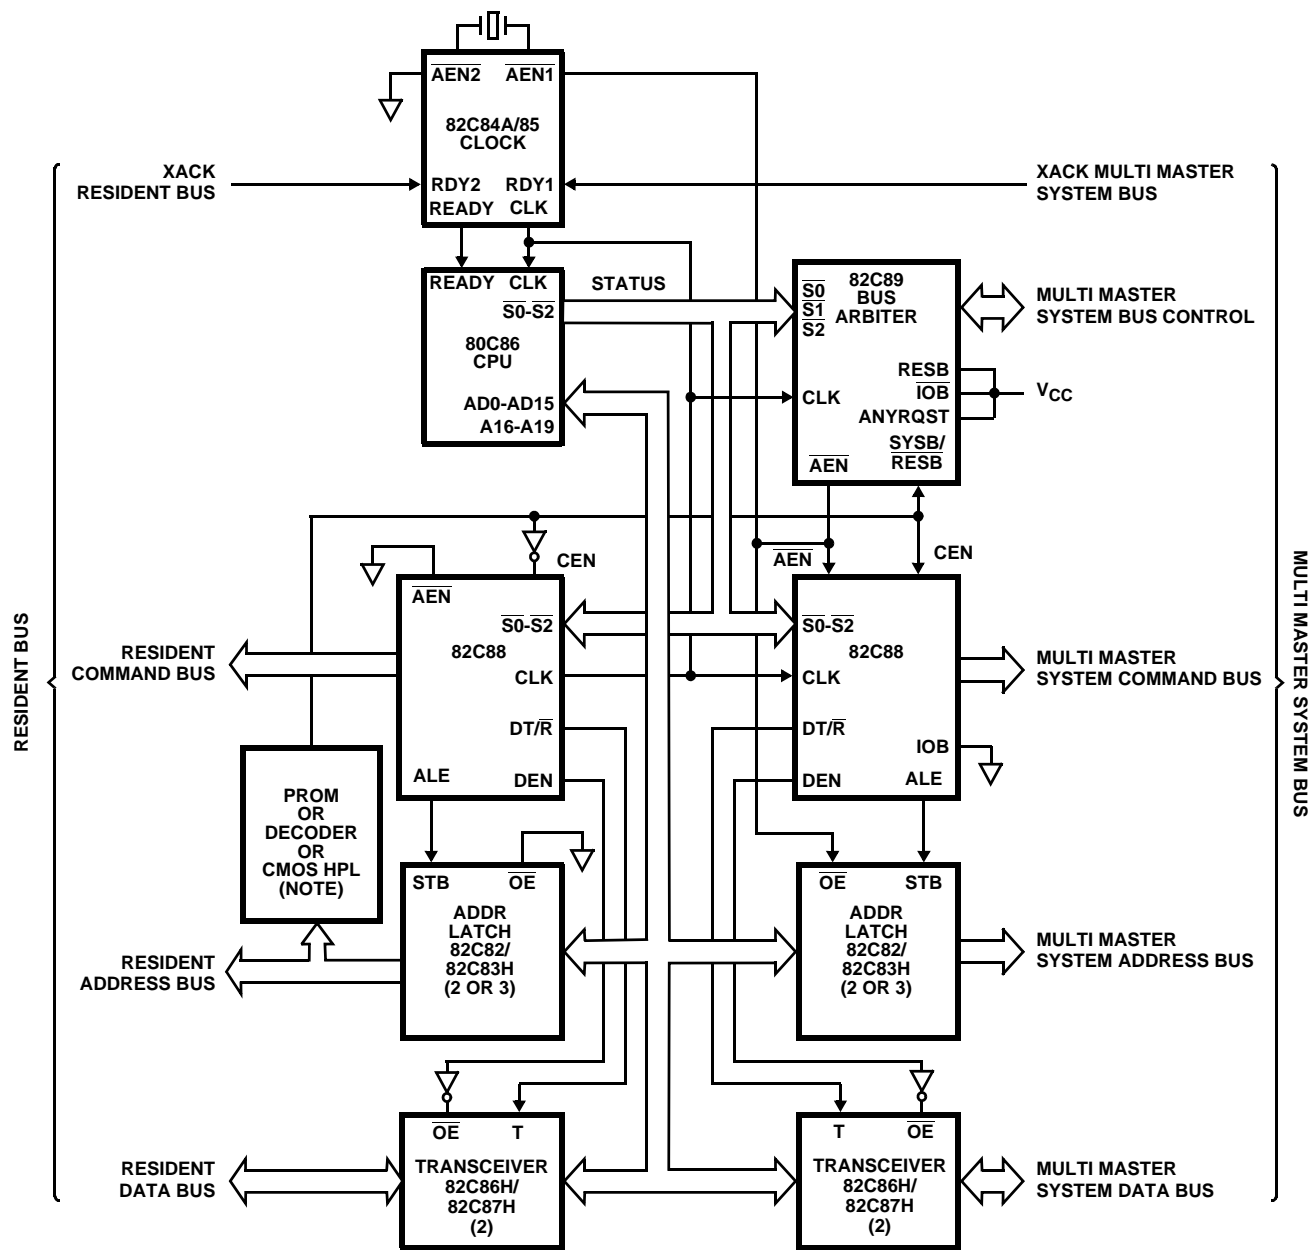 AEN2 AEN1
82C84A/85
CLOCK
RDY2 RDY1
READY CLK
XACK
RESIDENT BUS
XACK MULTI MASTER
SYSTEM BUS
READY CLK
S0-S2
80C86
CPU
AD0-AD15
A16-A19
STATUS
82C89
BUS
ARBITER
S0
S1
S2
CLK
RESB
IOB
ANYRQST
SYSB/
RESB
AEN
MULTI MASTER
SYSTEM BUS CONTROL
VCC
CEN
AEN
CEN
AEN
S0-S2
82C88
CLK
DT/R
DEN
ALE
S0-S2
82C88
CLK
DT/R
IOB
DEN
ALE
RESIDENT
COMMAND BUS
MULTI MASTER
SYSTEM COMMAND BUS
RESIDENT BUS
MULTI MASTER SYSTEM BUS
PROM
OR
DECODER
OR
CMOS HPL
(NOTE)
STB OE
ADDR
LATCH
82C82/
82C83H
(2 OR 3)
OE STB
ADDR
LATCH
82C82/
82C83H
(2 OR 3)
RESIDENT
ADDRESS BUS
MULTI MASTER
SYSTEM ADDRESS BUS
OE T
TRANSCEIVER
82C86H/
82C87H
(2)
T OE
TRANSCEIVER
82C86H/
82C87H
(2)
RESIDENT
DATA BUS
MULTI MASTER
SYSTEM DATA BUS